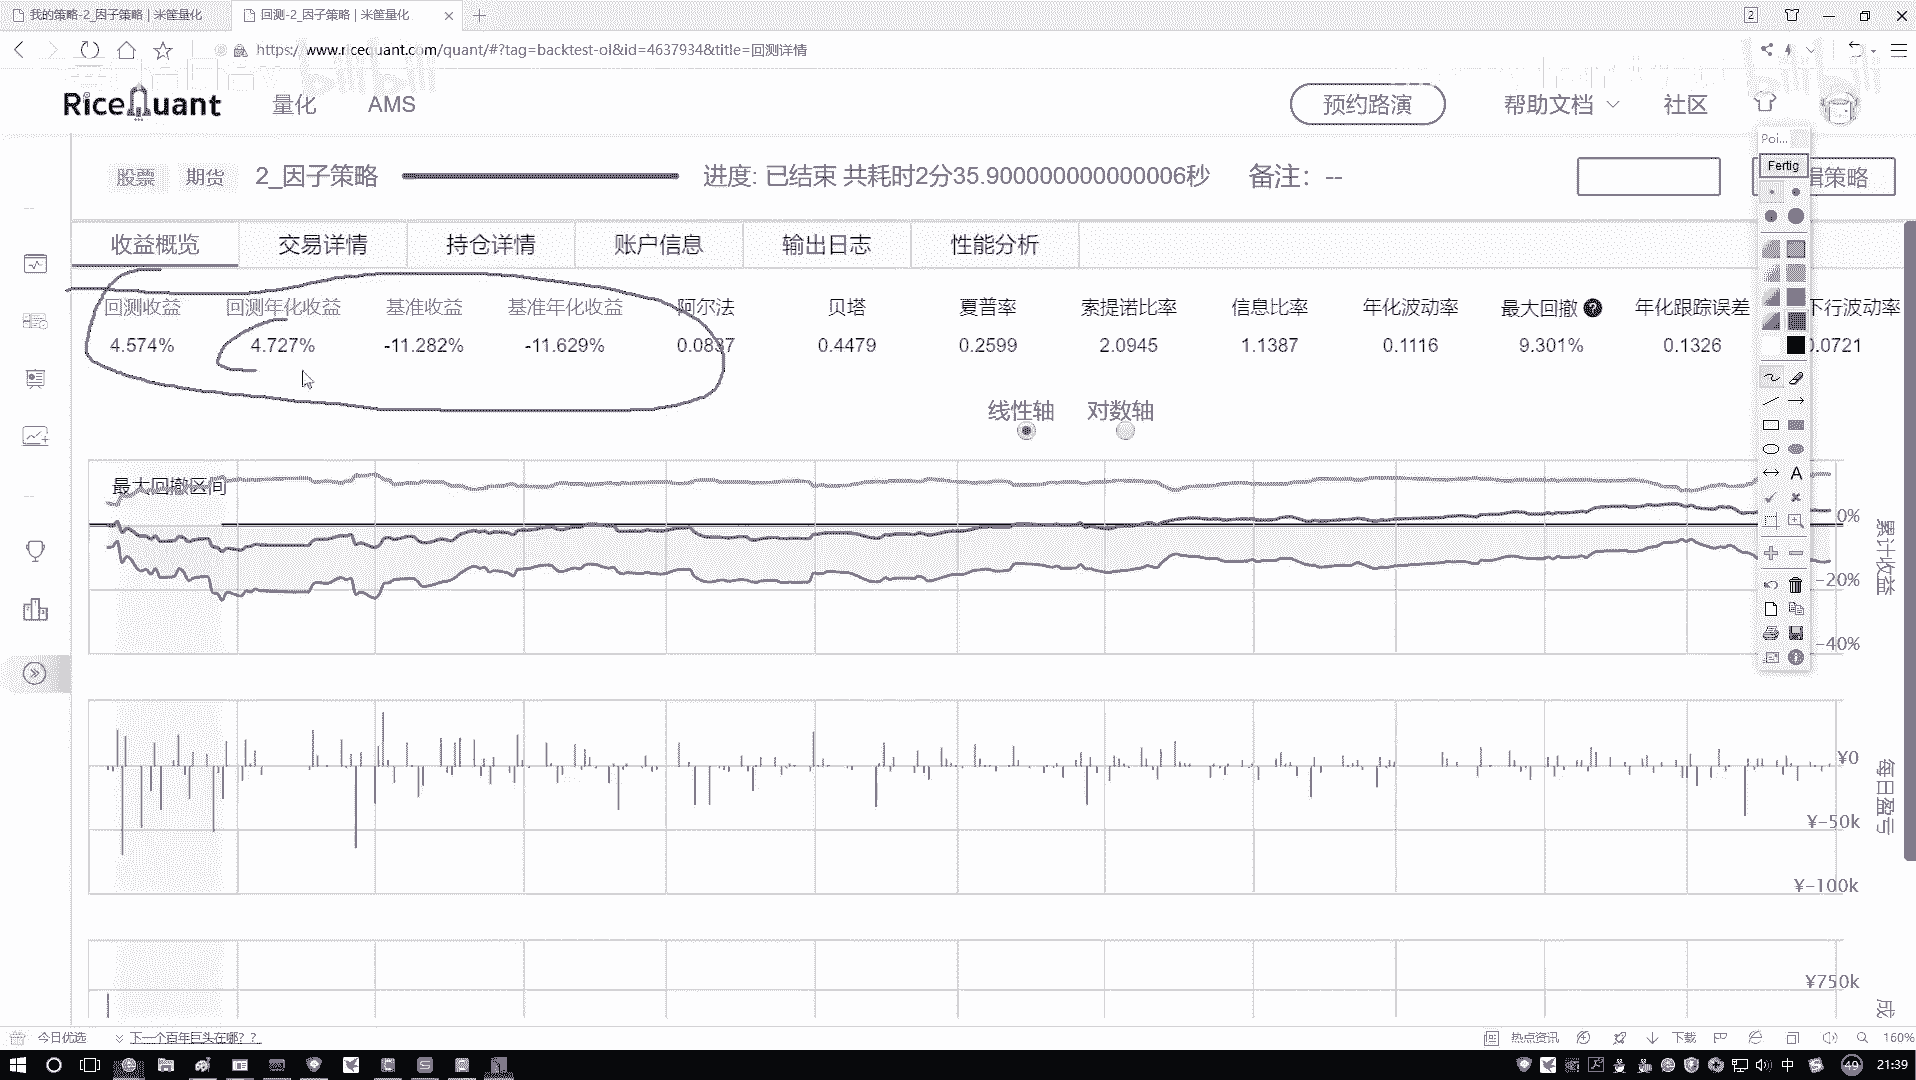 我的策略-2_因子策略 | 米筐量化
回测-2_因子策略 | 米筐量化
2
https://www.ricequant.com/quant/#?tag=backtest-ol&id=4637934&title=回测详情
bilibili
bilibili
RiceQuant 量化 AMS 预约路演 帮助文档 社区
Poi...
Fertig
股票 期货 2_因子策略 进度: 已结束 共耗时2分35.900000000000006秒 备注: -- 辑策略
收益概览 交易详情 持仓详情 账户信息 输出日志 性能分析
回测收益 回测年化收益 基准收益 基准年化收益 阿尔法 贝塔 夏普率 索提诺比率 信息比率 年化波动率 最大回撤 年化跟踪误差 下行波动率
4.574% 4.727% -11.282% -11.629% 0.0837 0.4479 0.2599 2.0945 1.1387 0.1116 9.301% 0.1326 0.0721
线性轴 对数轴
最大回撤区间
0%
-20%
-40%
累计收益
¥0
¥-50k
¥-100k
每日盈亏
¥750k
成
今日优选 下一个百年巨头在哪？？ 热点资讯 下载 160%
中 49 21:39